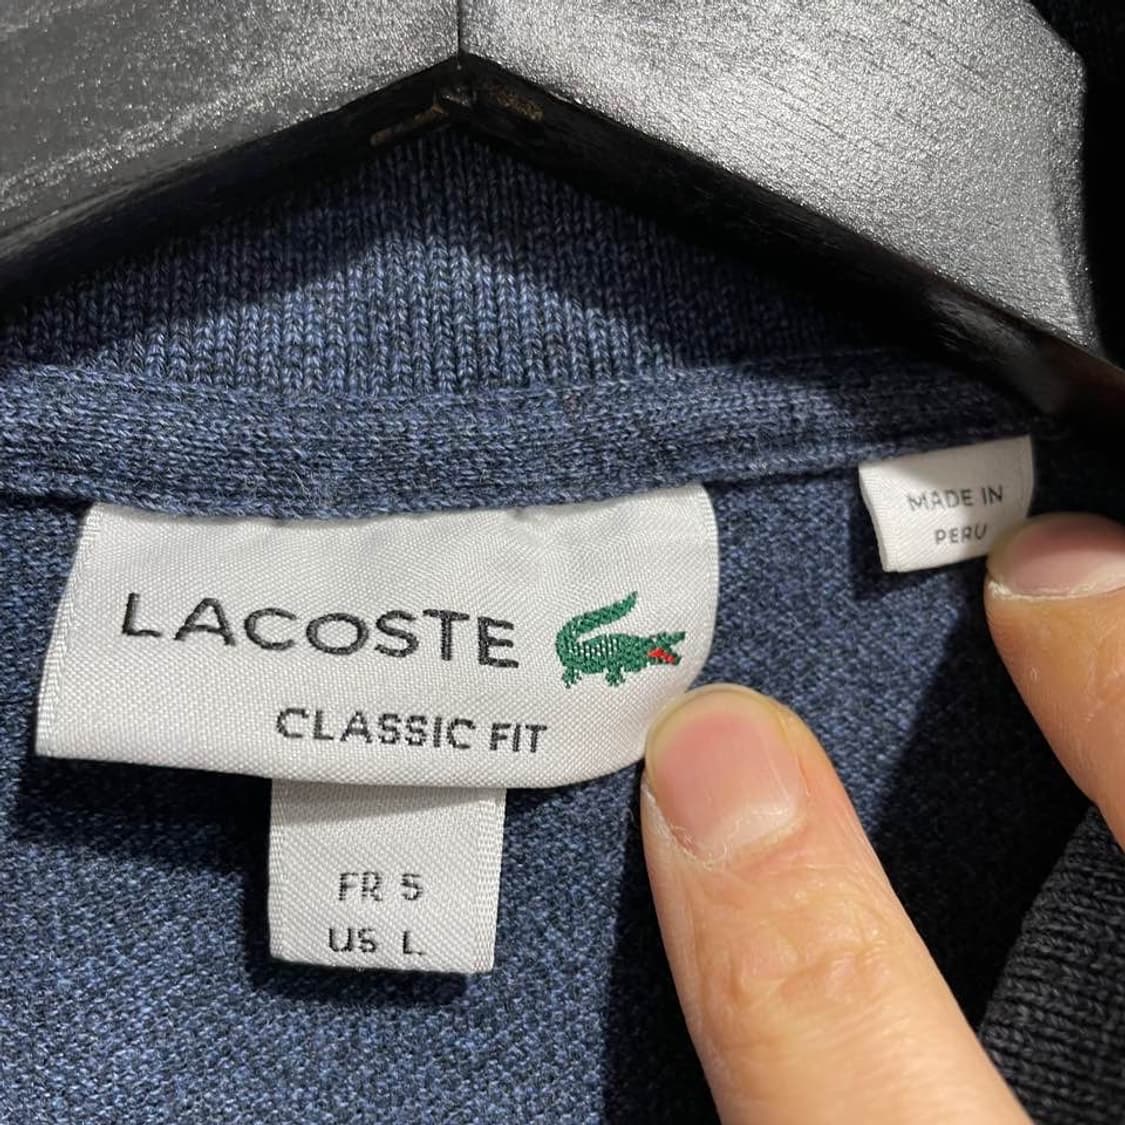 MADE IN
PERU
LACOSTE
CLASSIC FIT
FR 5
US L